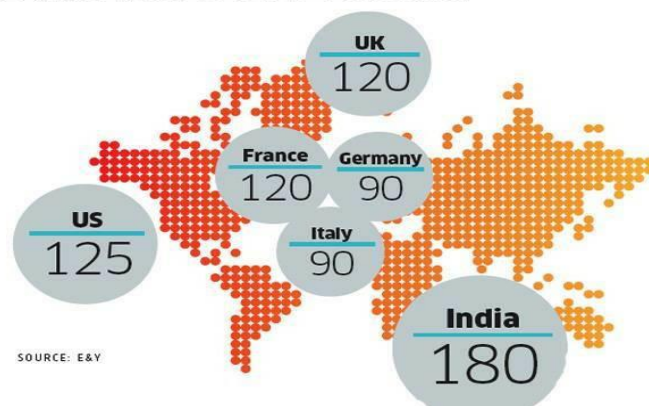 UK
120
France
120
Germany
90
US
125
Italy
90
India
180
SOURCE: E&Y